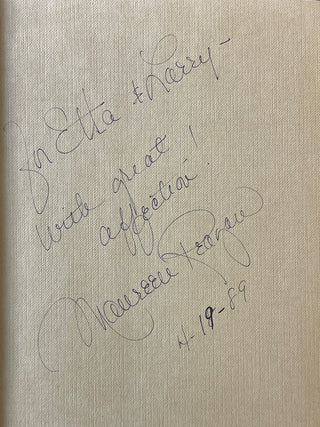 for Etta & Larry-
With great
affection!
Maureen Reagan
4-19-89